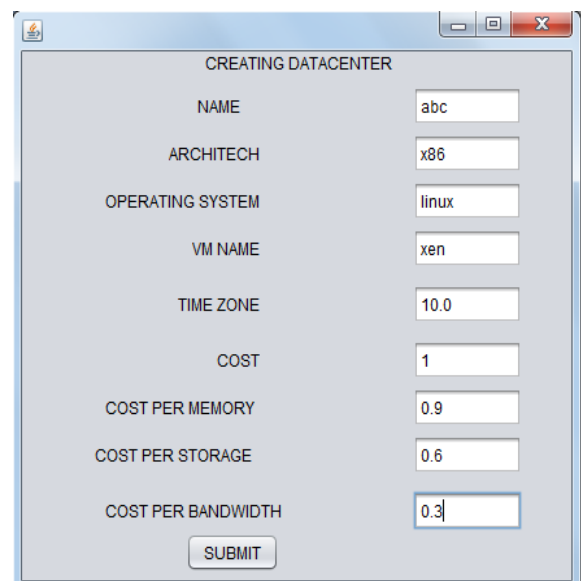 CREATING DATACENTER
NAME abc
ARCHITECH x86
OPERATING SYSTEM linux
VM NAME xen
TIME ZONE 10.0
COST 1
COST PER MEMORY 0.9
COST PER STORAGE 0.6
COST PER BANDWIDTH 0.3
SUBMIT